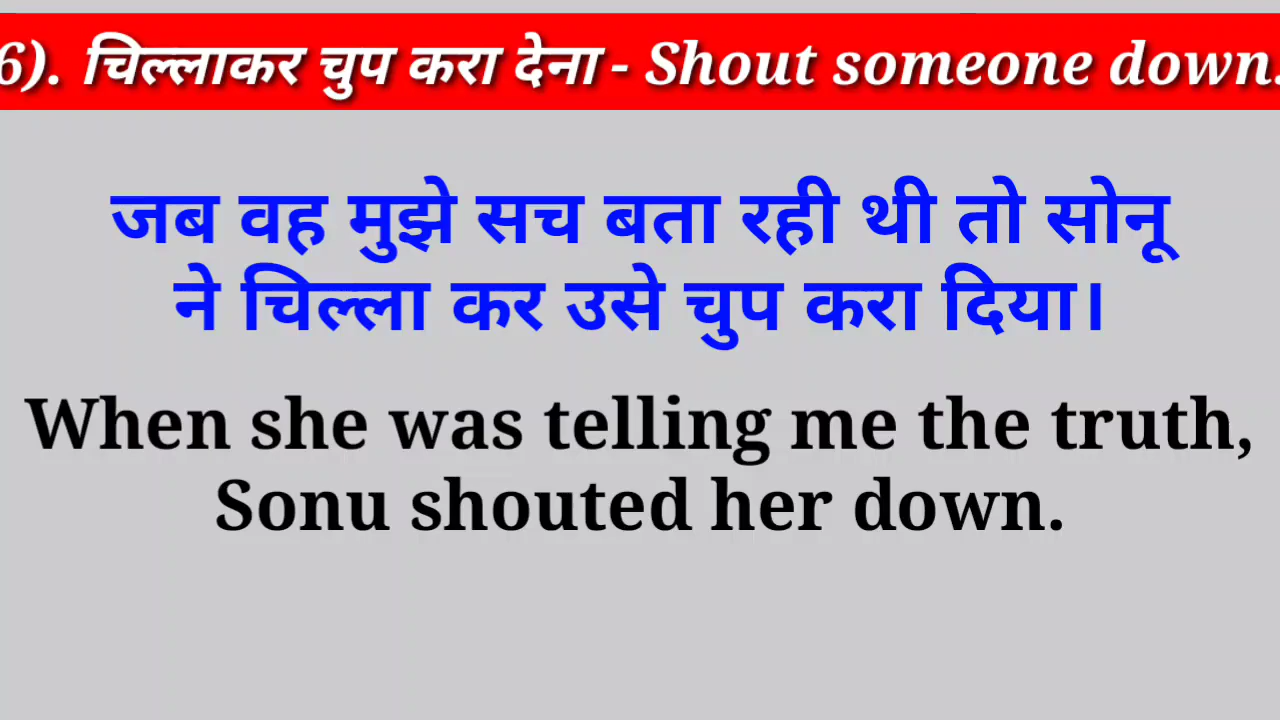 6). चिल्लाकर चुप करा देना - Shout someone down.
जब वह मुझे सच बता रही थी तो सोनू
ने चिल्ला कर उसे चुप करा दिया।
When she was telling me the truth,
Sonu shouted her down.